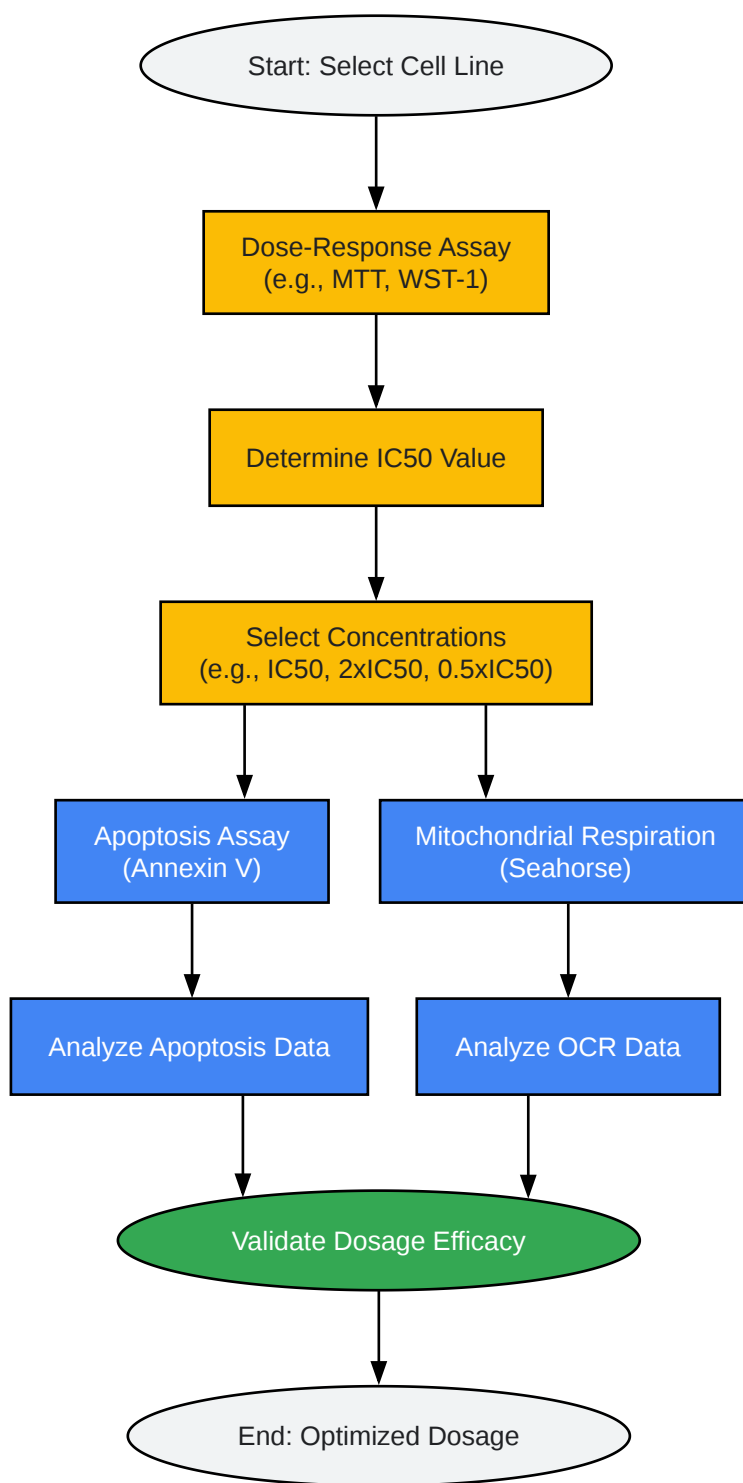 Start: Select Cell Line
Dose-Response Assay
(e.g., MTT, WST-1)
Determine IC50 Value
Select Concentrations
(e.g., IC50, 2xIC50, 0.5xIC50)
Apoptosis Assay
(Annexin V)
Mitochondrial Respiration
(Seahorse)
Analyze Apoptosis Data
Analyze OCR Data
Validate Dosage Efficacy
End: Optimized Dosage